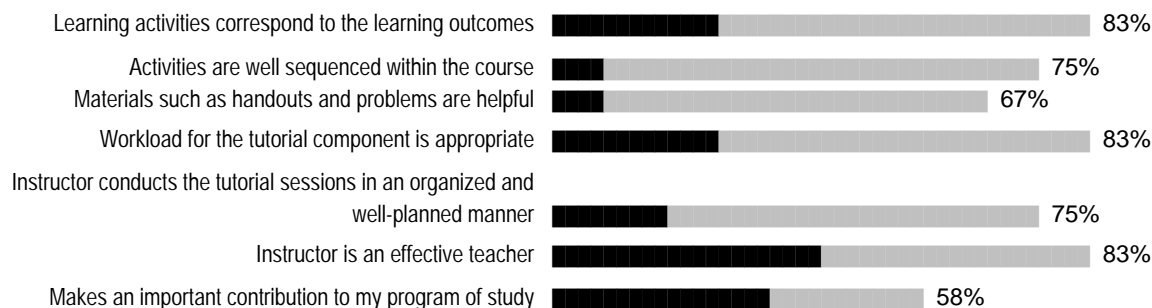 Learning activities correspond to the learning outcomes 83%
Activities are well sequenced within the course 75%
Materials such as handouts and problems are helpful 67%
Workload for the tutorial component is appropriate 83%
Instructor conducts the tutorial sessions in an organized and
well-planned manner 75%
Instructor is an effective teacher 83%
Makes an important contribution to my program of study 58%